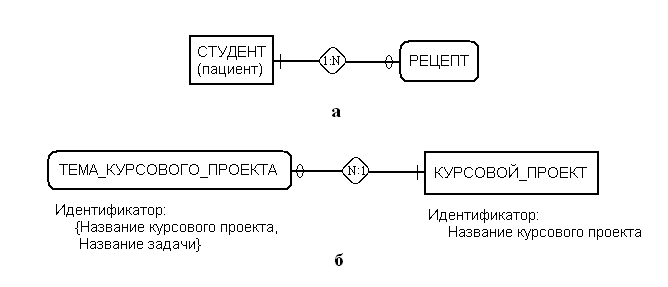 СТУДЕНТ
(пациент)
1:N
РЕЦЕПТ
а
ТЕМА_КУРСОВОГО_ПРОЕКТА
N:1
КУРСОВОЙ_ПРОЕКТ
Идентификатор:
{Название курсового проекта,
Название задачи}
Идентификатор:
Название курсового проекта
б